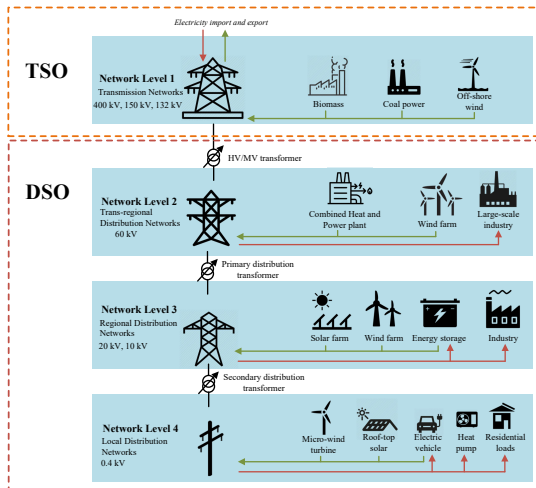 Electricity import and export
TSO
Network Level 1
Transmission Networks
400 kV, 150 kV, 132 kV
Biomass
Coal power
Off-shore
wind
HV/MV transformer
DSO
Network Level 2
Trans-regional
Distribution Networks
60 kV
Combined Heat and
Power plant
Wind farm
Large-scale
industry
Primary distribution
transformer
Network Level 3
Regional Distribution
Networks
20 kV, 10 kV
Solar farm
Wind farm
Energy storage
Industry
Secondary distribution
transformer
Network Level 4
Local Distribution
Networks
0.4 kV
Micro-wind
turbine
Roof-top
solar
Electric
vehicle
Heat
pump
Residential
loads